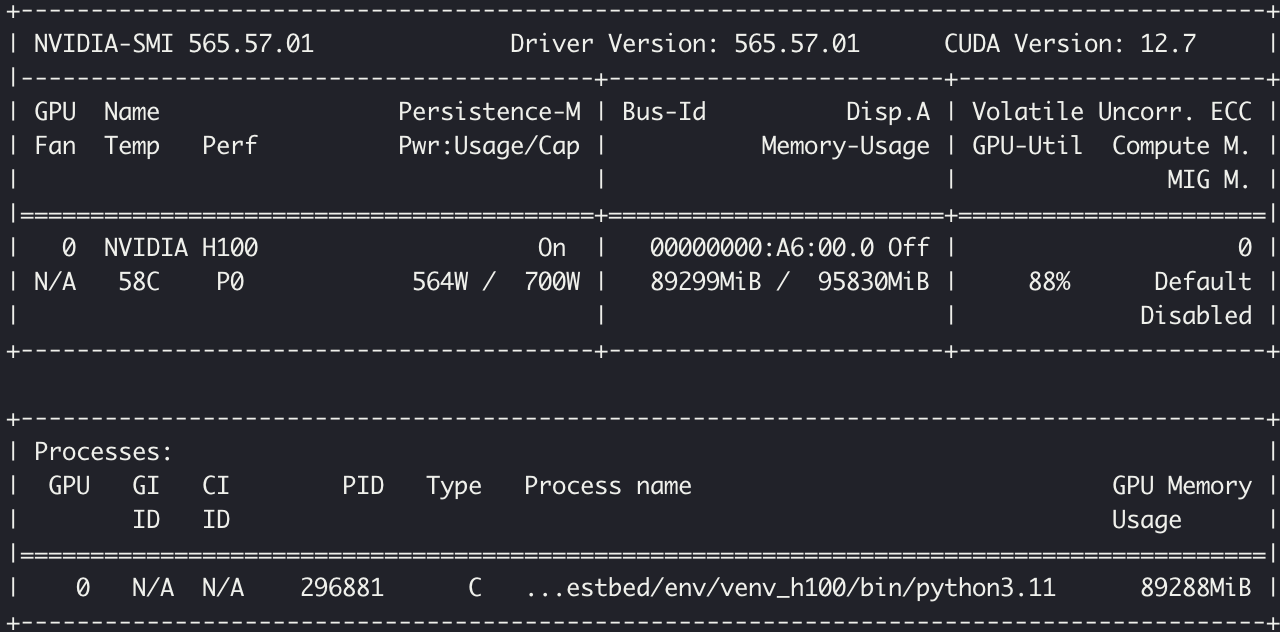 +-----------------------------------------------------------------------------------------+
| NVIDIA-SMI 565.57.01              Driver Version: 565.57.01      CUDA Version: 12.7     |
|-----------------------------------------+------------------------+----------------------+
| GPU  Name                 Persistence-M | Bus-Id          Disp.A | Volatile Uncorr. ECC |
| Fan  Temp   Perf          Pwr:Usage/Cap |           Memory-Usage | GPU-Util  Compute M. |
|                                         |                        |               MIG M. |
|=========================================+========================+======================|
|   0  NVIDIA H100                    On  |   00000000:A6:00.0 Off |                    0 |
| N/A   58C    P0            564W /  700W |   89299MiB /  95830MiB |     88%      Default |
|                                         |                        |             Disabled |
+-----------------------------------------+------------------------+----------------------+

+-----------------------------------------------------------------------------------------+
| Processes:                                                                              |
|  GPU   GI   CI        PID   Type   Process name                              GPU Memory |
|        ID   ID                                                               Usage      |
|=========================================================================================|
|    0   N/A  N/A    296881      C   ...estbed/env/venv_h100/bin/python3.11      89288MiB |
+-----------------------------------------------------------------------------------------+